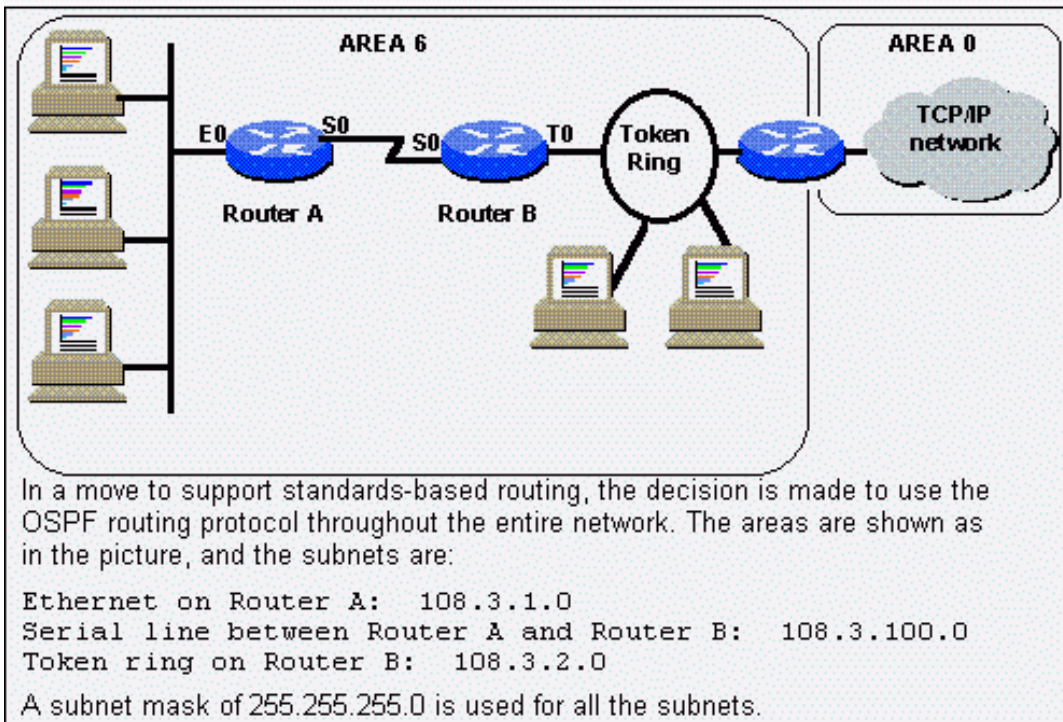 AREA 6
AREA 0
TCP/IP
network
E0
S0
S0
T0
Token
Ring
Router A
Router B
In a move to support standards-based routing, the decision is made to use the
OSPF routing protocol throughout the entire network. The areas are shown as
in the picture, and the subnets are:
Ethernet on Router A: 108.3.1.0
Serial line between Router A and Router B: 108.3.100.0
Token ring on Router B: 108.3.2.0
A subnet mask of 255.255.255.0 is used for all the subnets.